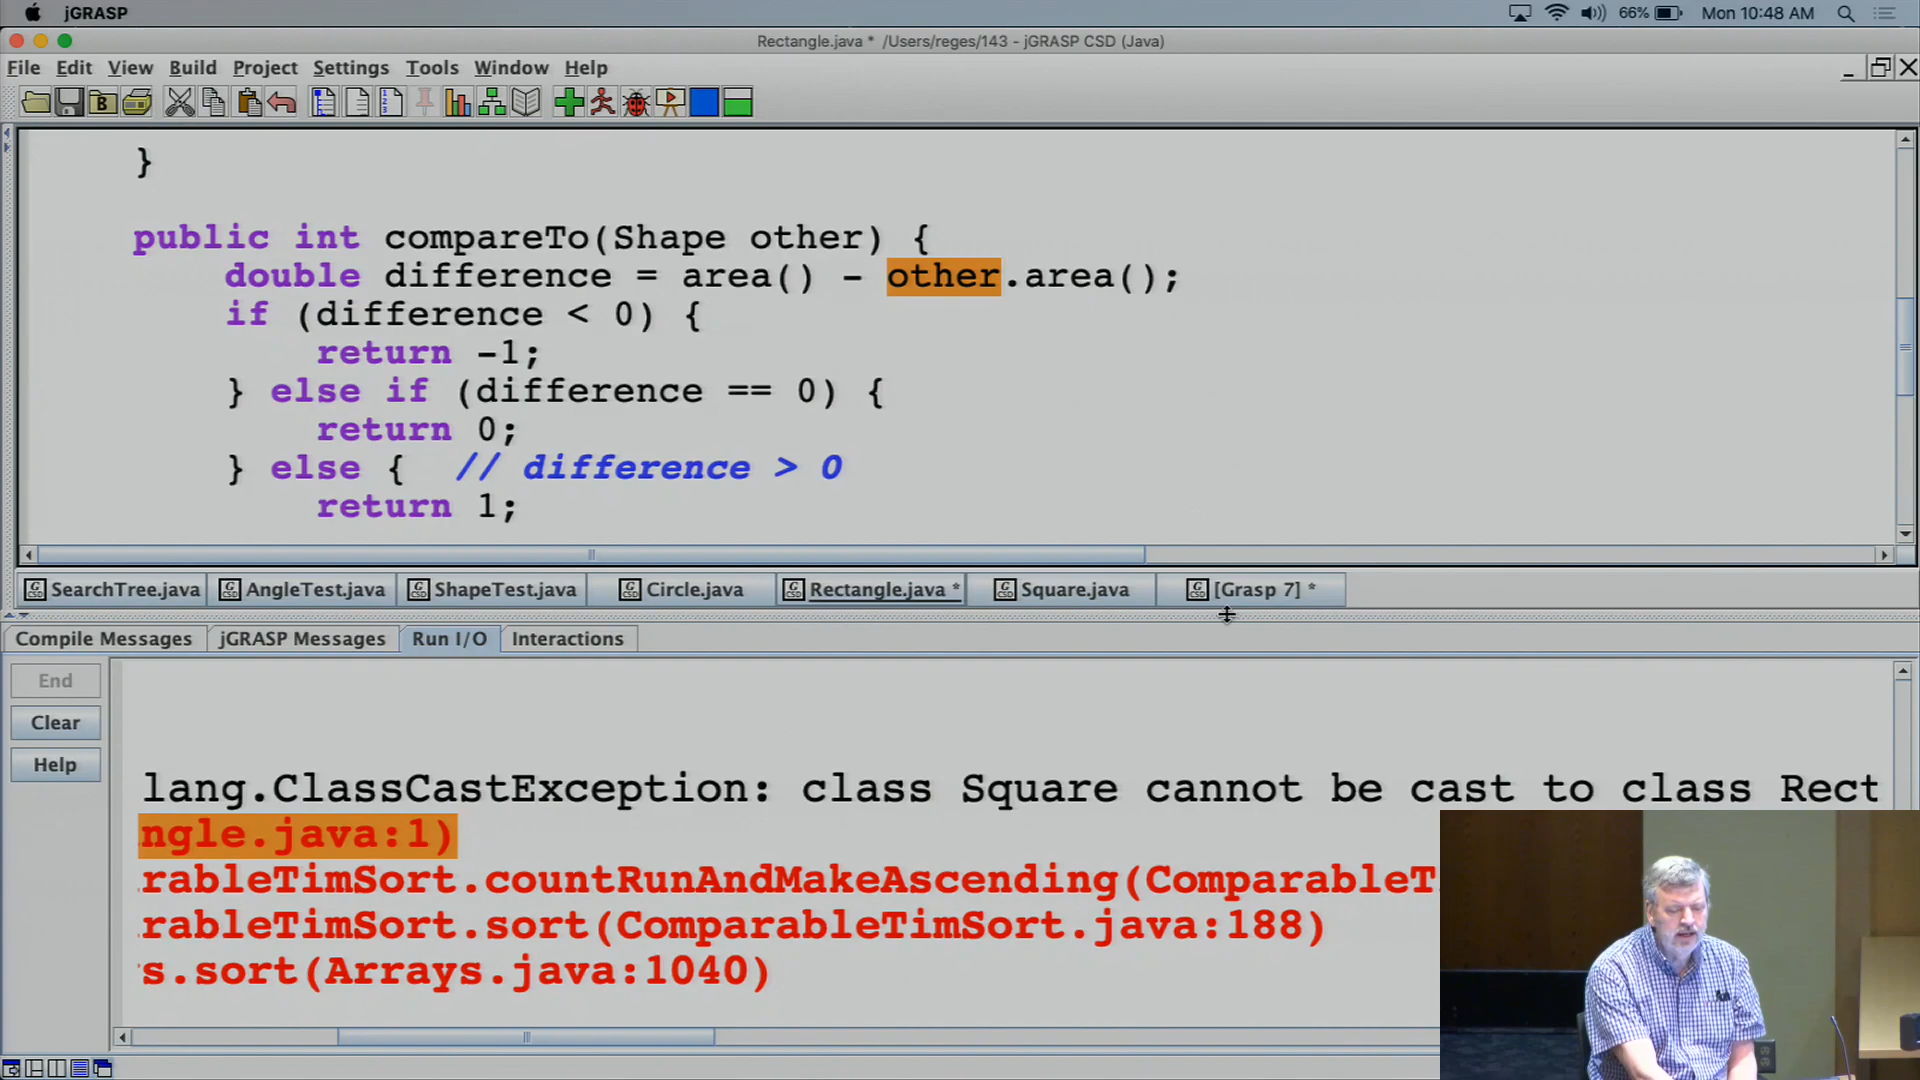 jGRASP
66%
Mon 10:48 AM
Rectangle.java * /Users/reges/143 - jGRASP CSD (Java)
File Edit View Build Project Settings Tools Window Help
}
public int compareTo(Shape other) {
double difference = area() - other.area();
if (difference < 0) {
return -1;
} else if (difference == 0) {
return 0;
} else { // difference > 0
return 1;
SearchTree.java AngleTest.java ShapeTest.java Circle.java Rectangle.java * Square.java [Grasp 7] *
Compile Messages jGRASP Messages Run I/O Interactions
End
Clear
Help
lang.ClassCastException: class Square cannot be cast to class Rect
ngle.java:1)
rableTimSort.countRunAndMakeAscending(ComparableT
rableTimSort.sort(ComparableTimSort.java:188)
s.sort(Arrays.java:1040)